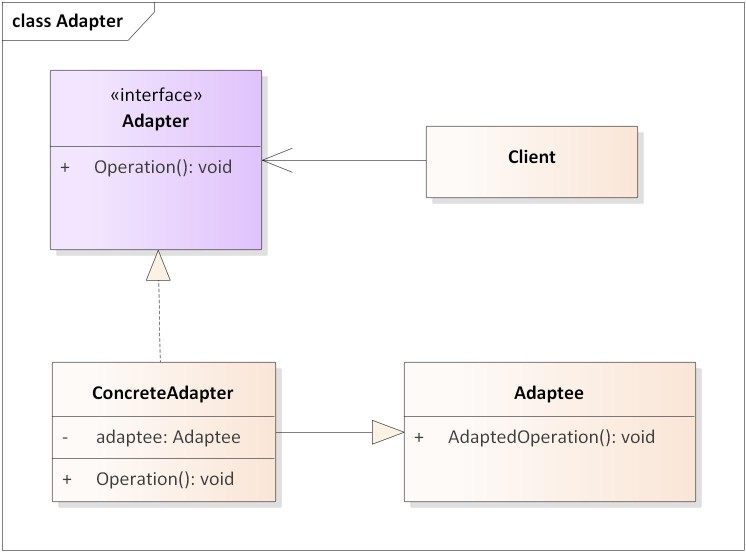 class Adapter
«interface»
Adapter
+ Operation(): void
Client
ConcreteAdapter
- adaptee: Adaptee
+ Operation(): void
Adaptee
+ AdaptedOperation(): void